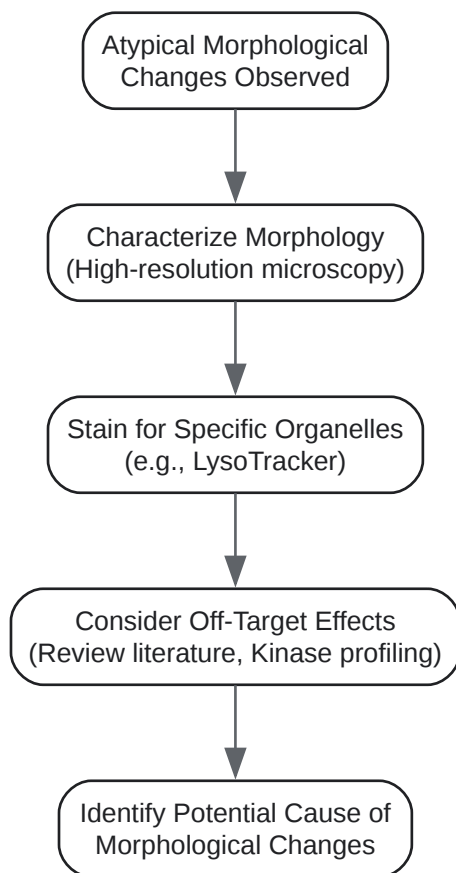 Atypical Morphological
Changes Observed
Characterize Morphology
(High-resolution microscopy)
Stain for Specific Organelles
(e.g., LysoTracker)
Consider Off-Target Effects
(Review literature, Kinase profiling)
Identify Potential Cause of
Morphological Changes